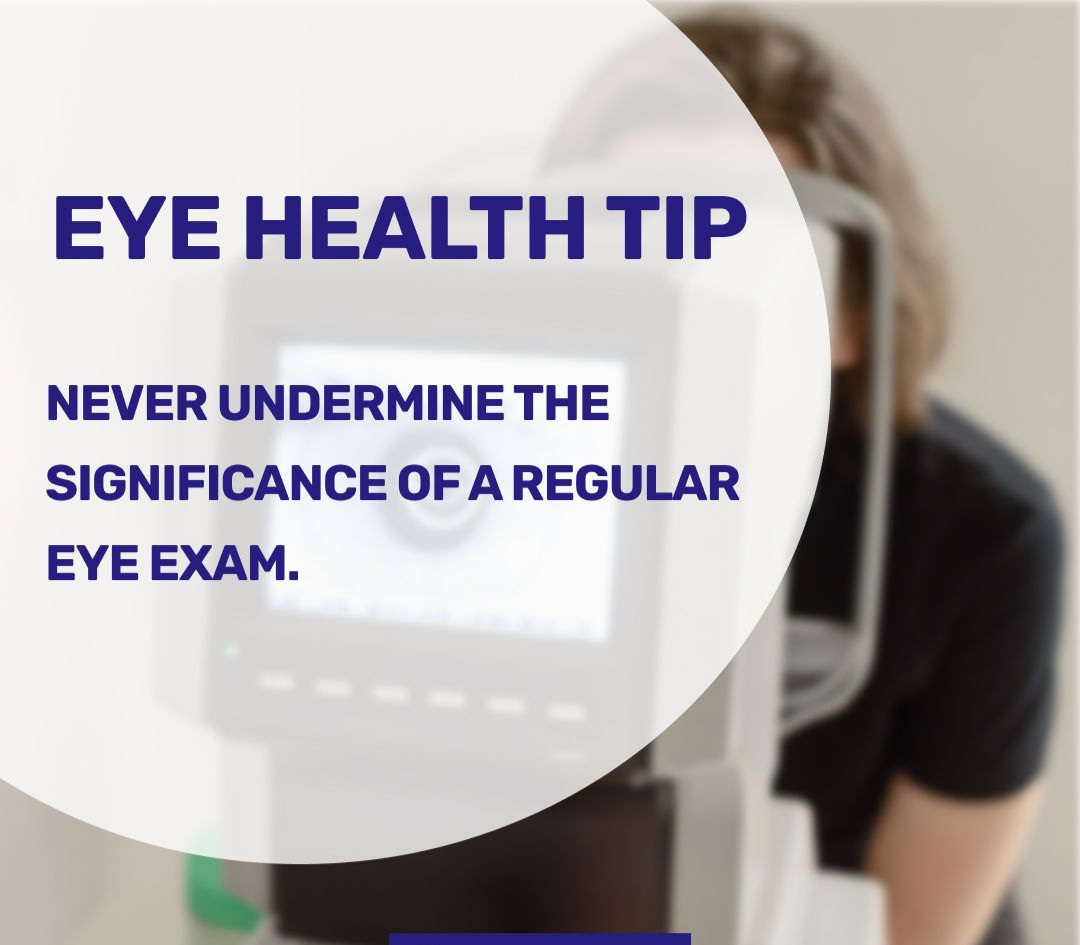 EYE HEALTH TIP
NEVER UNDERMINE THE
SIGNIFICANCE OF A REGULAR
EYE EXAM.